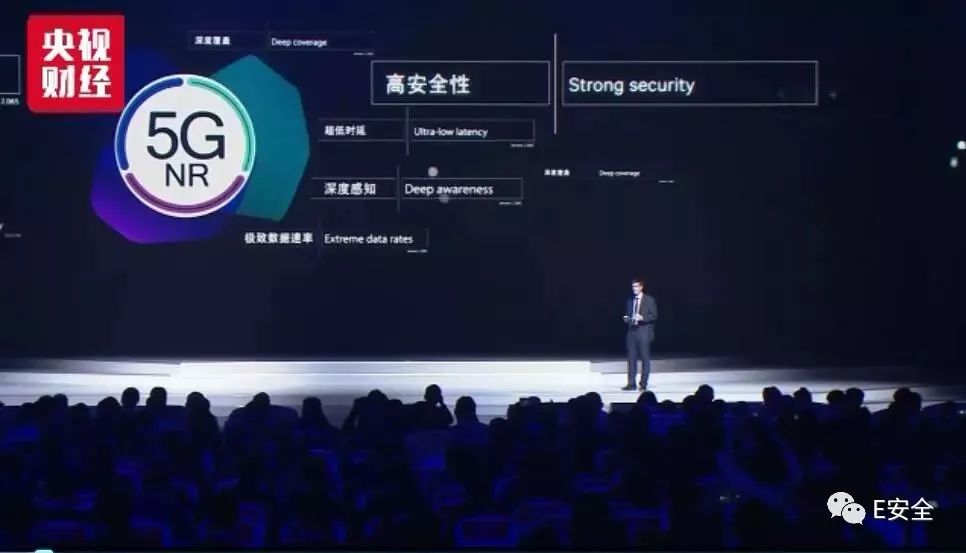 央视
财经
深度覆盖 Deep coverage
高安全性 Strong security
2.065
5G
NR
超低时延 Ultra-low latency
深度覆盖 Deep coverage
深度感知 Deep awareness
极致数据速率 Extreme data rates
E安全